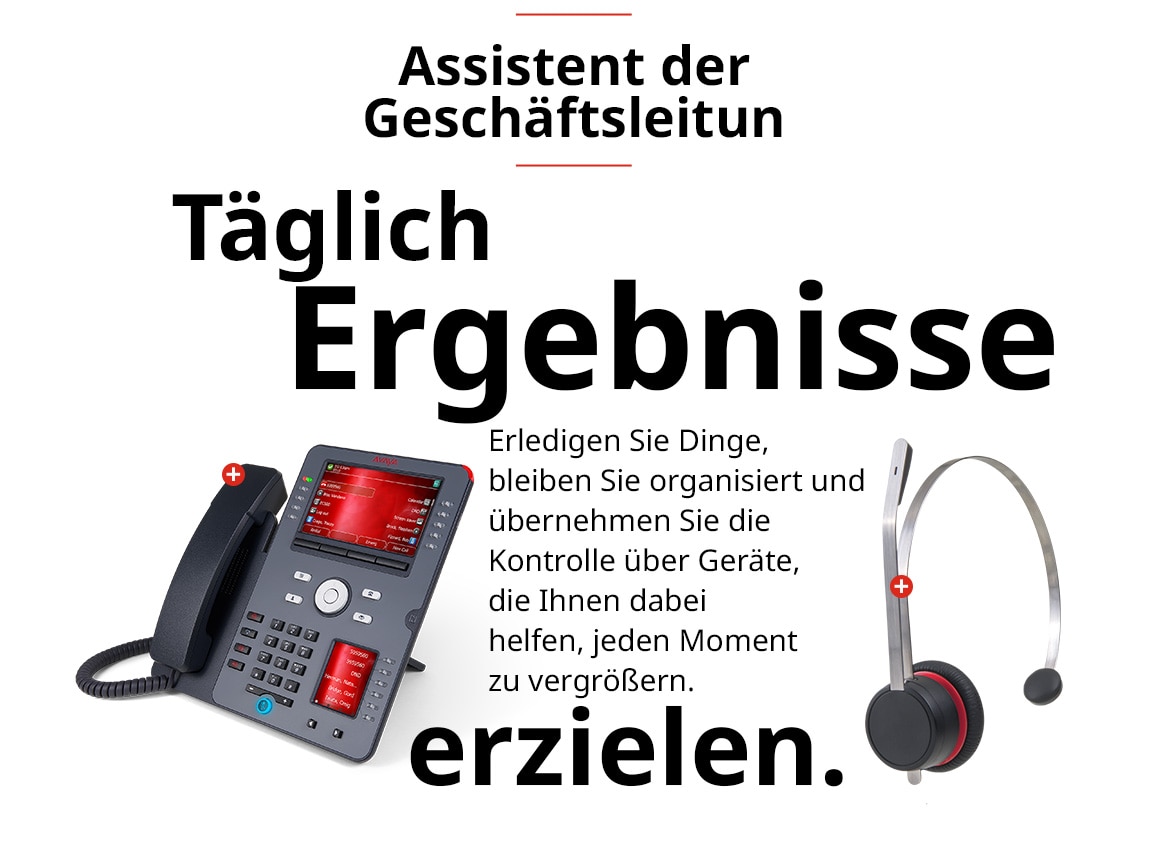 Assistent der
Geschäftsleitun
Täglich
Ergebnisse
Erledigen Sie Dinge,
bleiben Sie organisiert und
übernehmen Sie die
Kontrolle über Geräte,
die Ihnen dabei
helfen, jeden Moment
zu vergrößern.
erzielen.
AVAYA